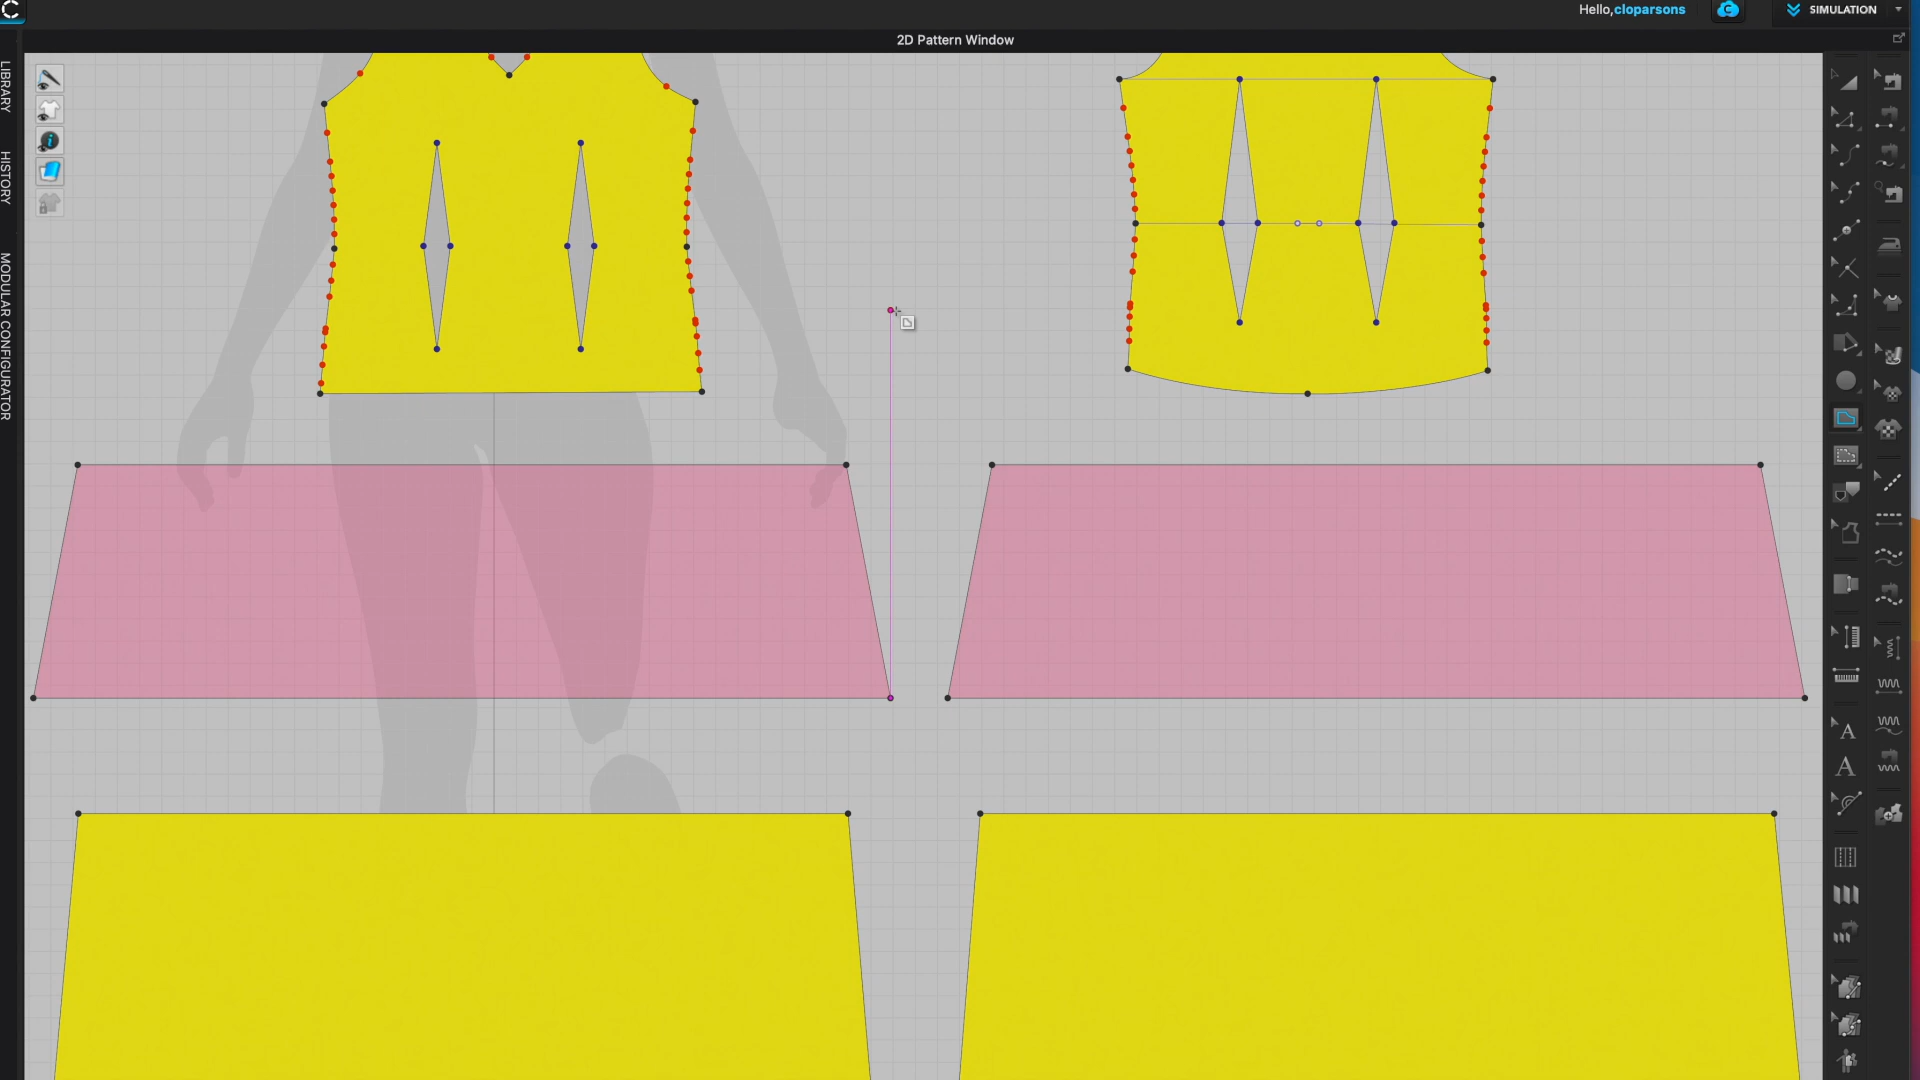 Hello,cloparsons
SIMULATION
2D Pattern Window
LIBRARY
HISTORY
MODULAR CONFIGURATOR
A
A